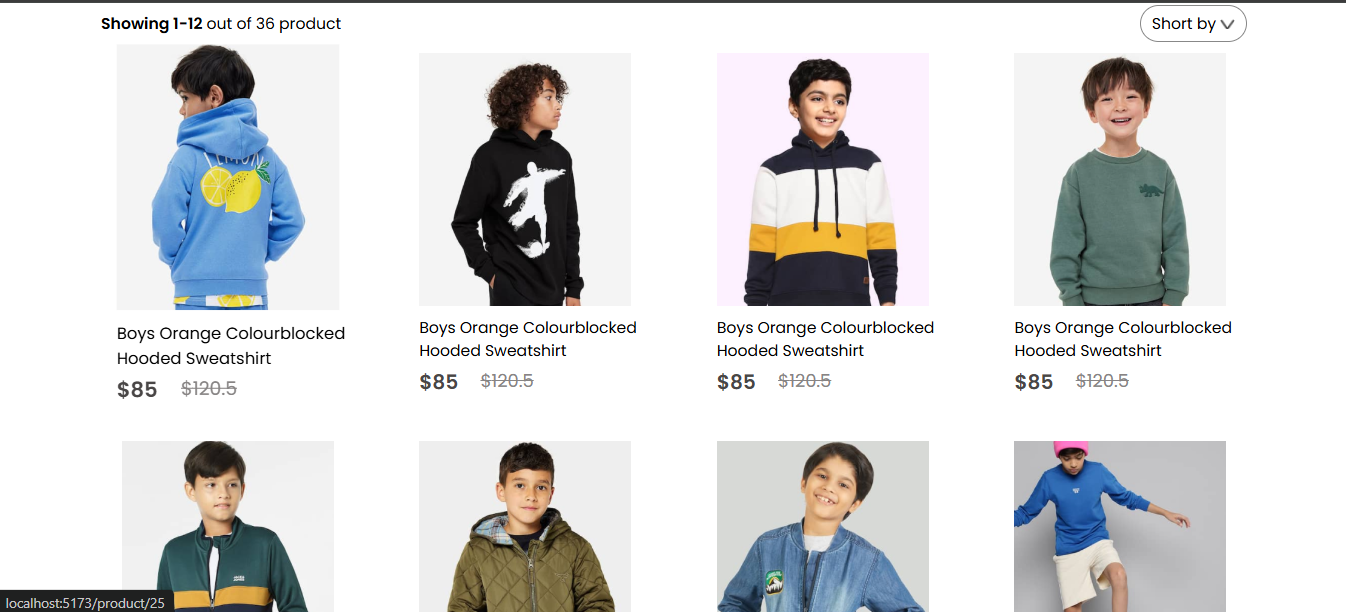 Showing 1-12 out of 36 product
Short by
LEMON
Boys Orange Colourblocked
Hooded Sweatshirt
$85 $120.5
Boys Orange Colourblocked
Hooded Sweatshirt
$85 $120.5
Boys Orange Colourblocked
Hooded Sweatshirt
$85 $120.5
Boys Orange Colourblocked
Hooded Sweatshirt
$85 $120.5
localhost:5173/product/25